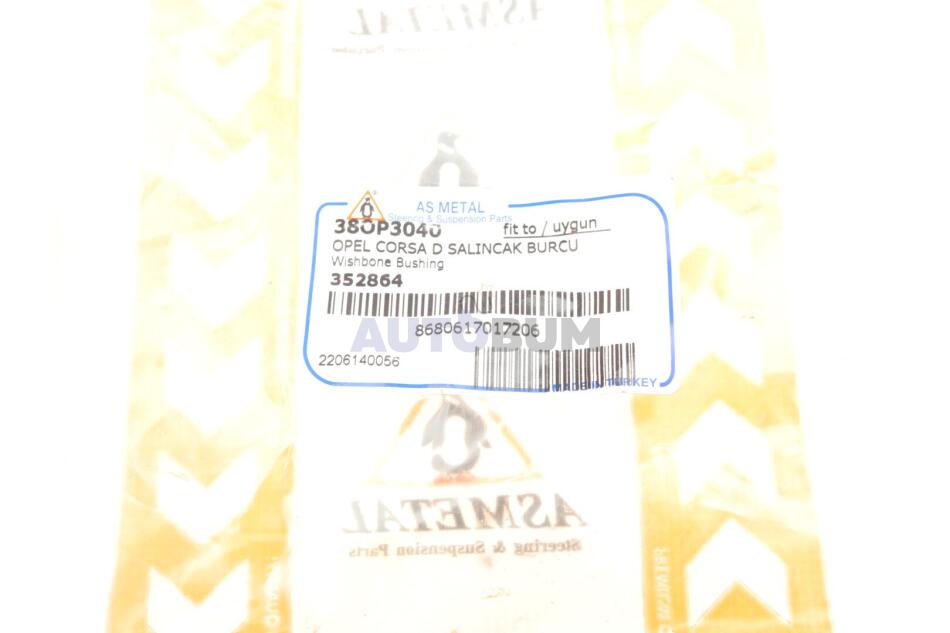 ASMETAL
AS METAL
Steering & Suspension Parts
38OP3040 fit to / uygun
OPEL CORSA D SALINCAK BURCU
Wishbone Bushing
352864
8680617017206
AUTOBUM
2206140056
MADE IN TURKEY
ASMETAL
Steering & Suspension Parts